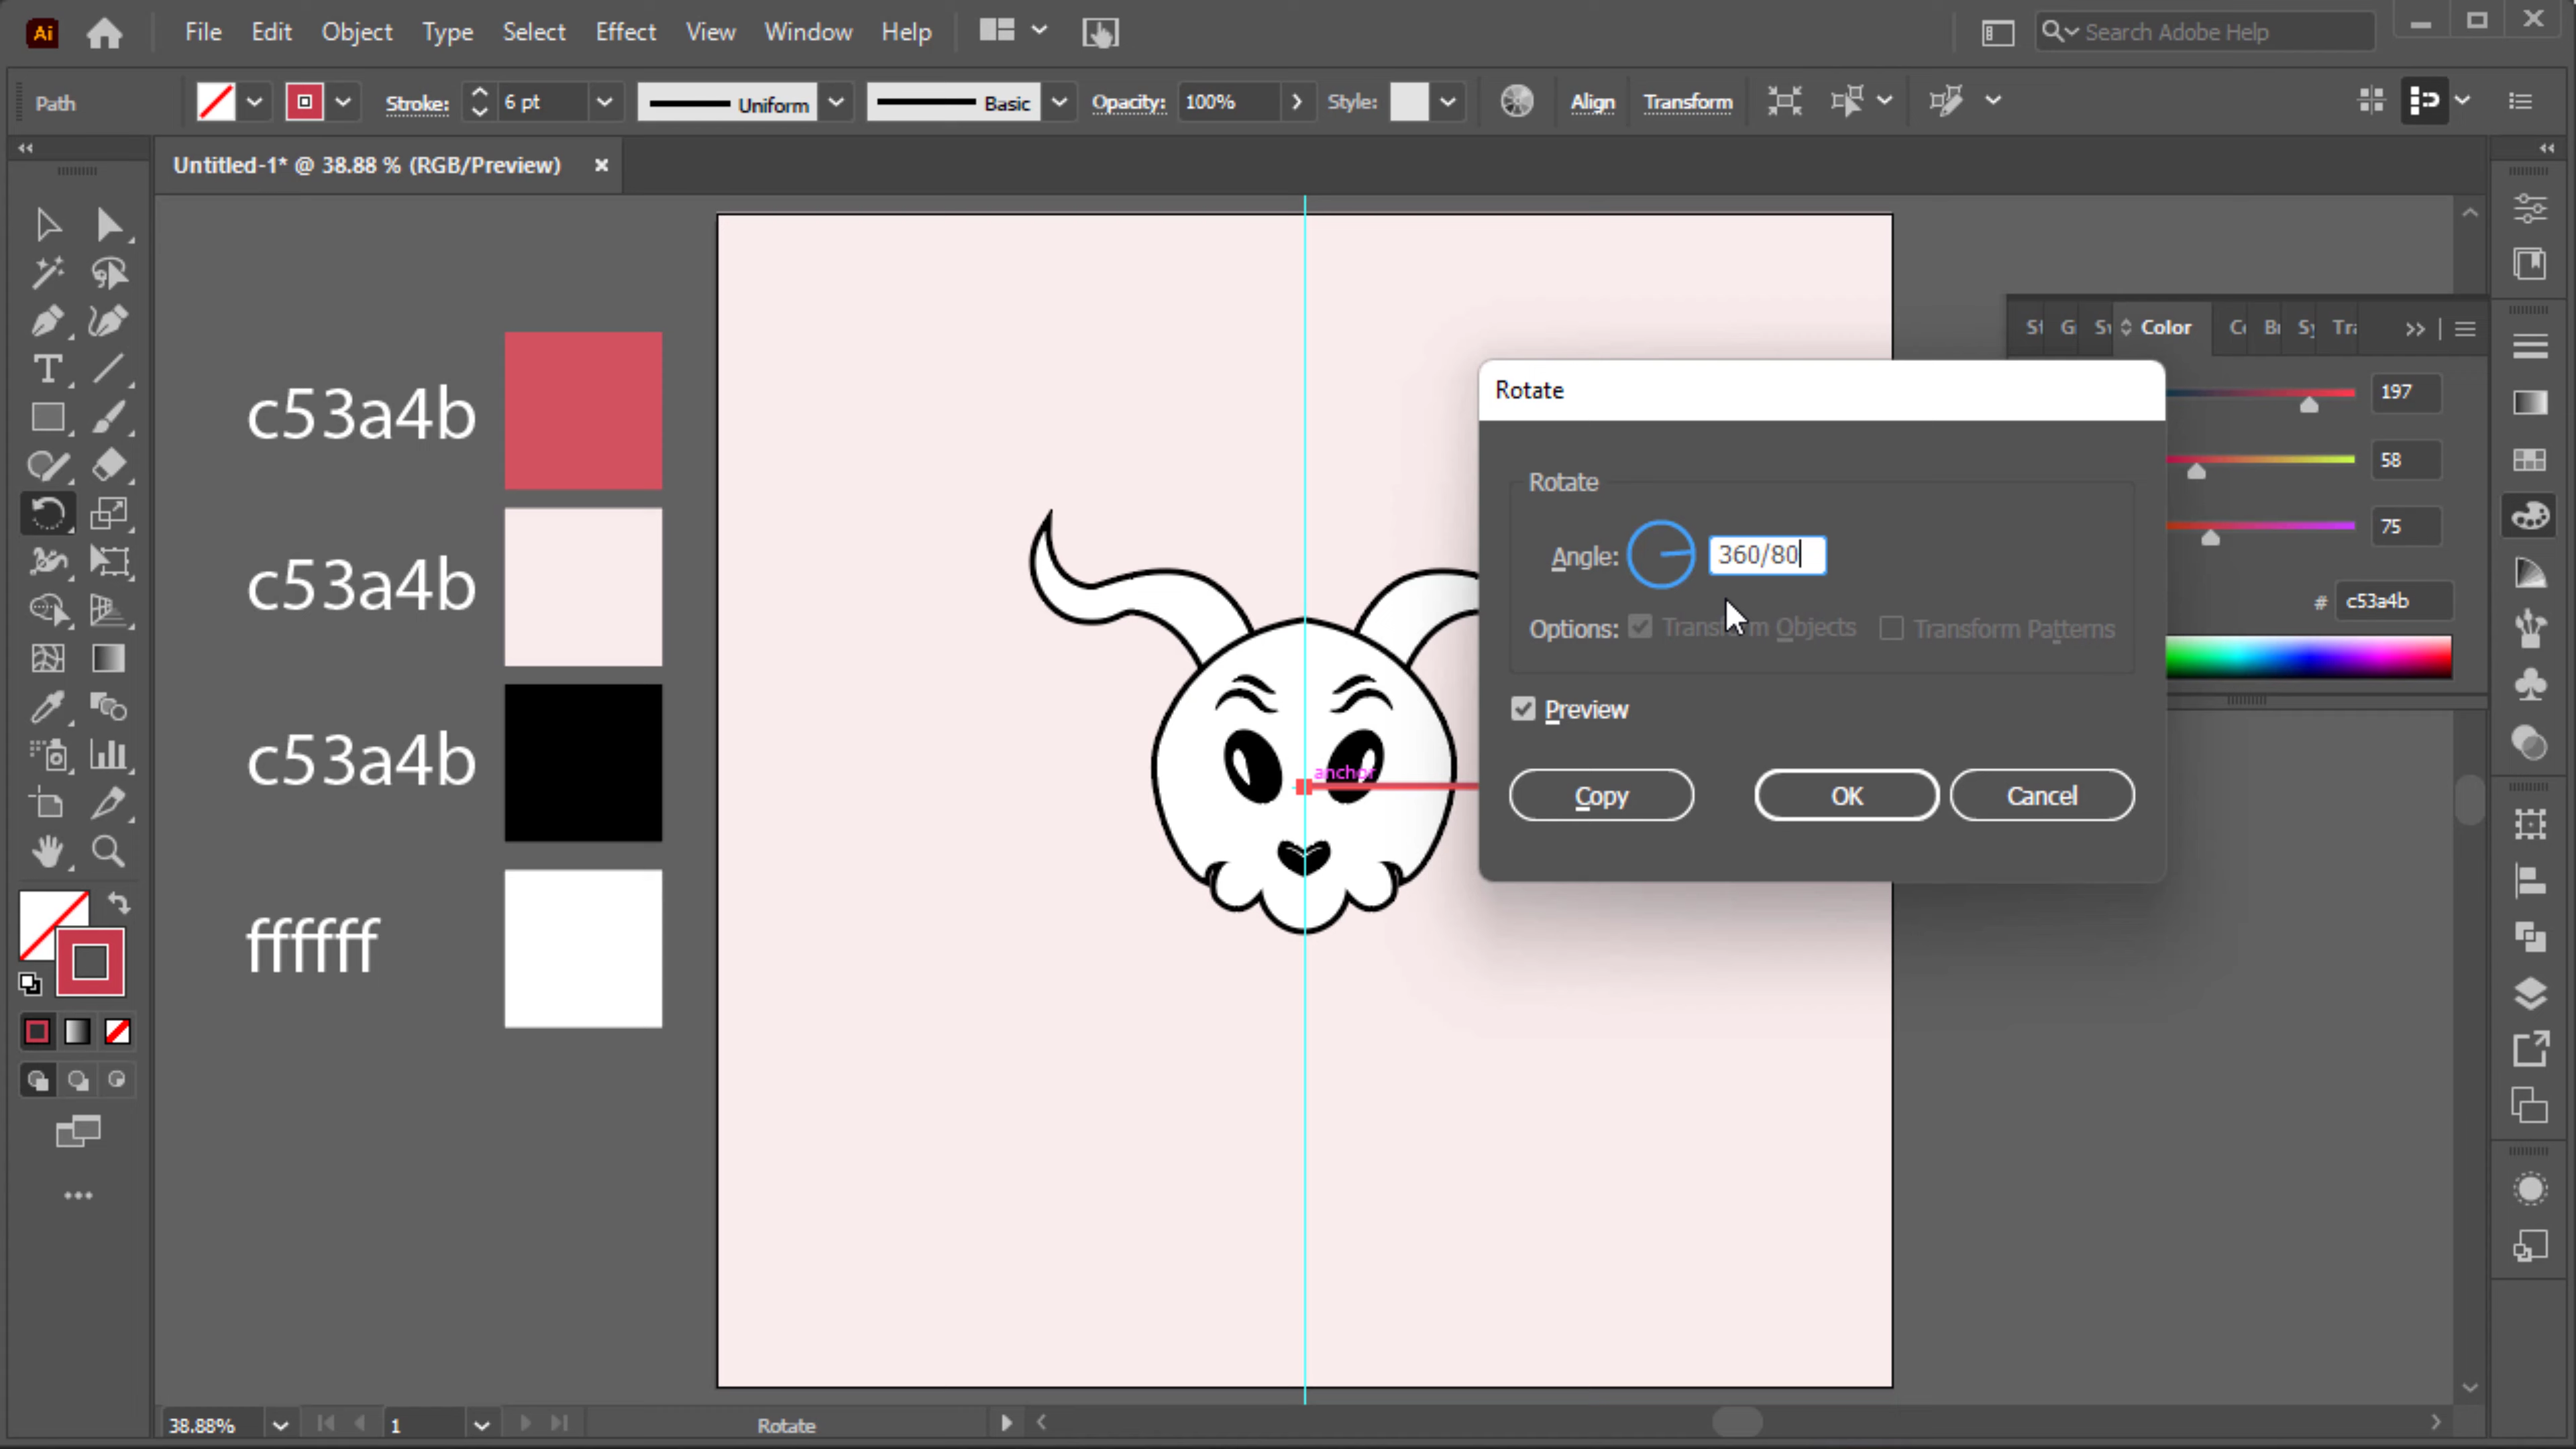 Ai File Edit Object Type Select Effect View Window Help Search Adobe Help
Path Stroke: 6 pt Uniform Basic Opacity: 100% Style: Align Transform
Untitled-1* @ 38.88 % (RGB/Preview)
Color
197
58
75
# c53a4b
c53a4b
c53a4b
c53a4b
ffffff
anchor
Rotate
Rotate
Angle: 360/80
Options: Transform Objects Transform Patterns
Preview
Copy OK Cancel
38.88% 1 Rotate